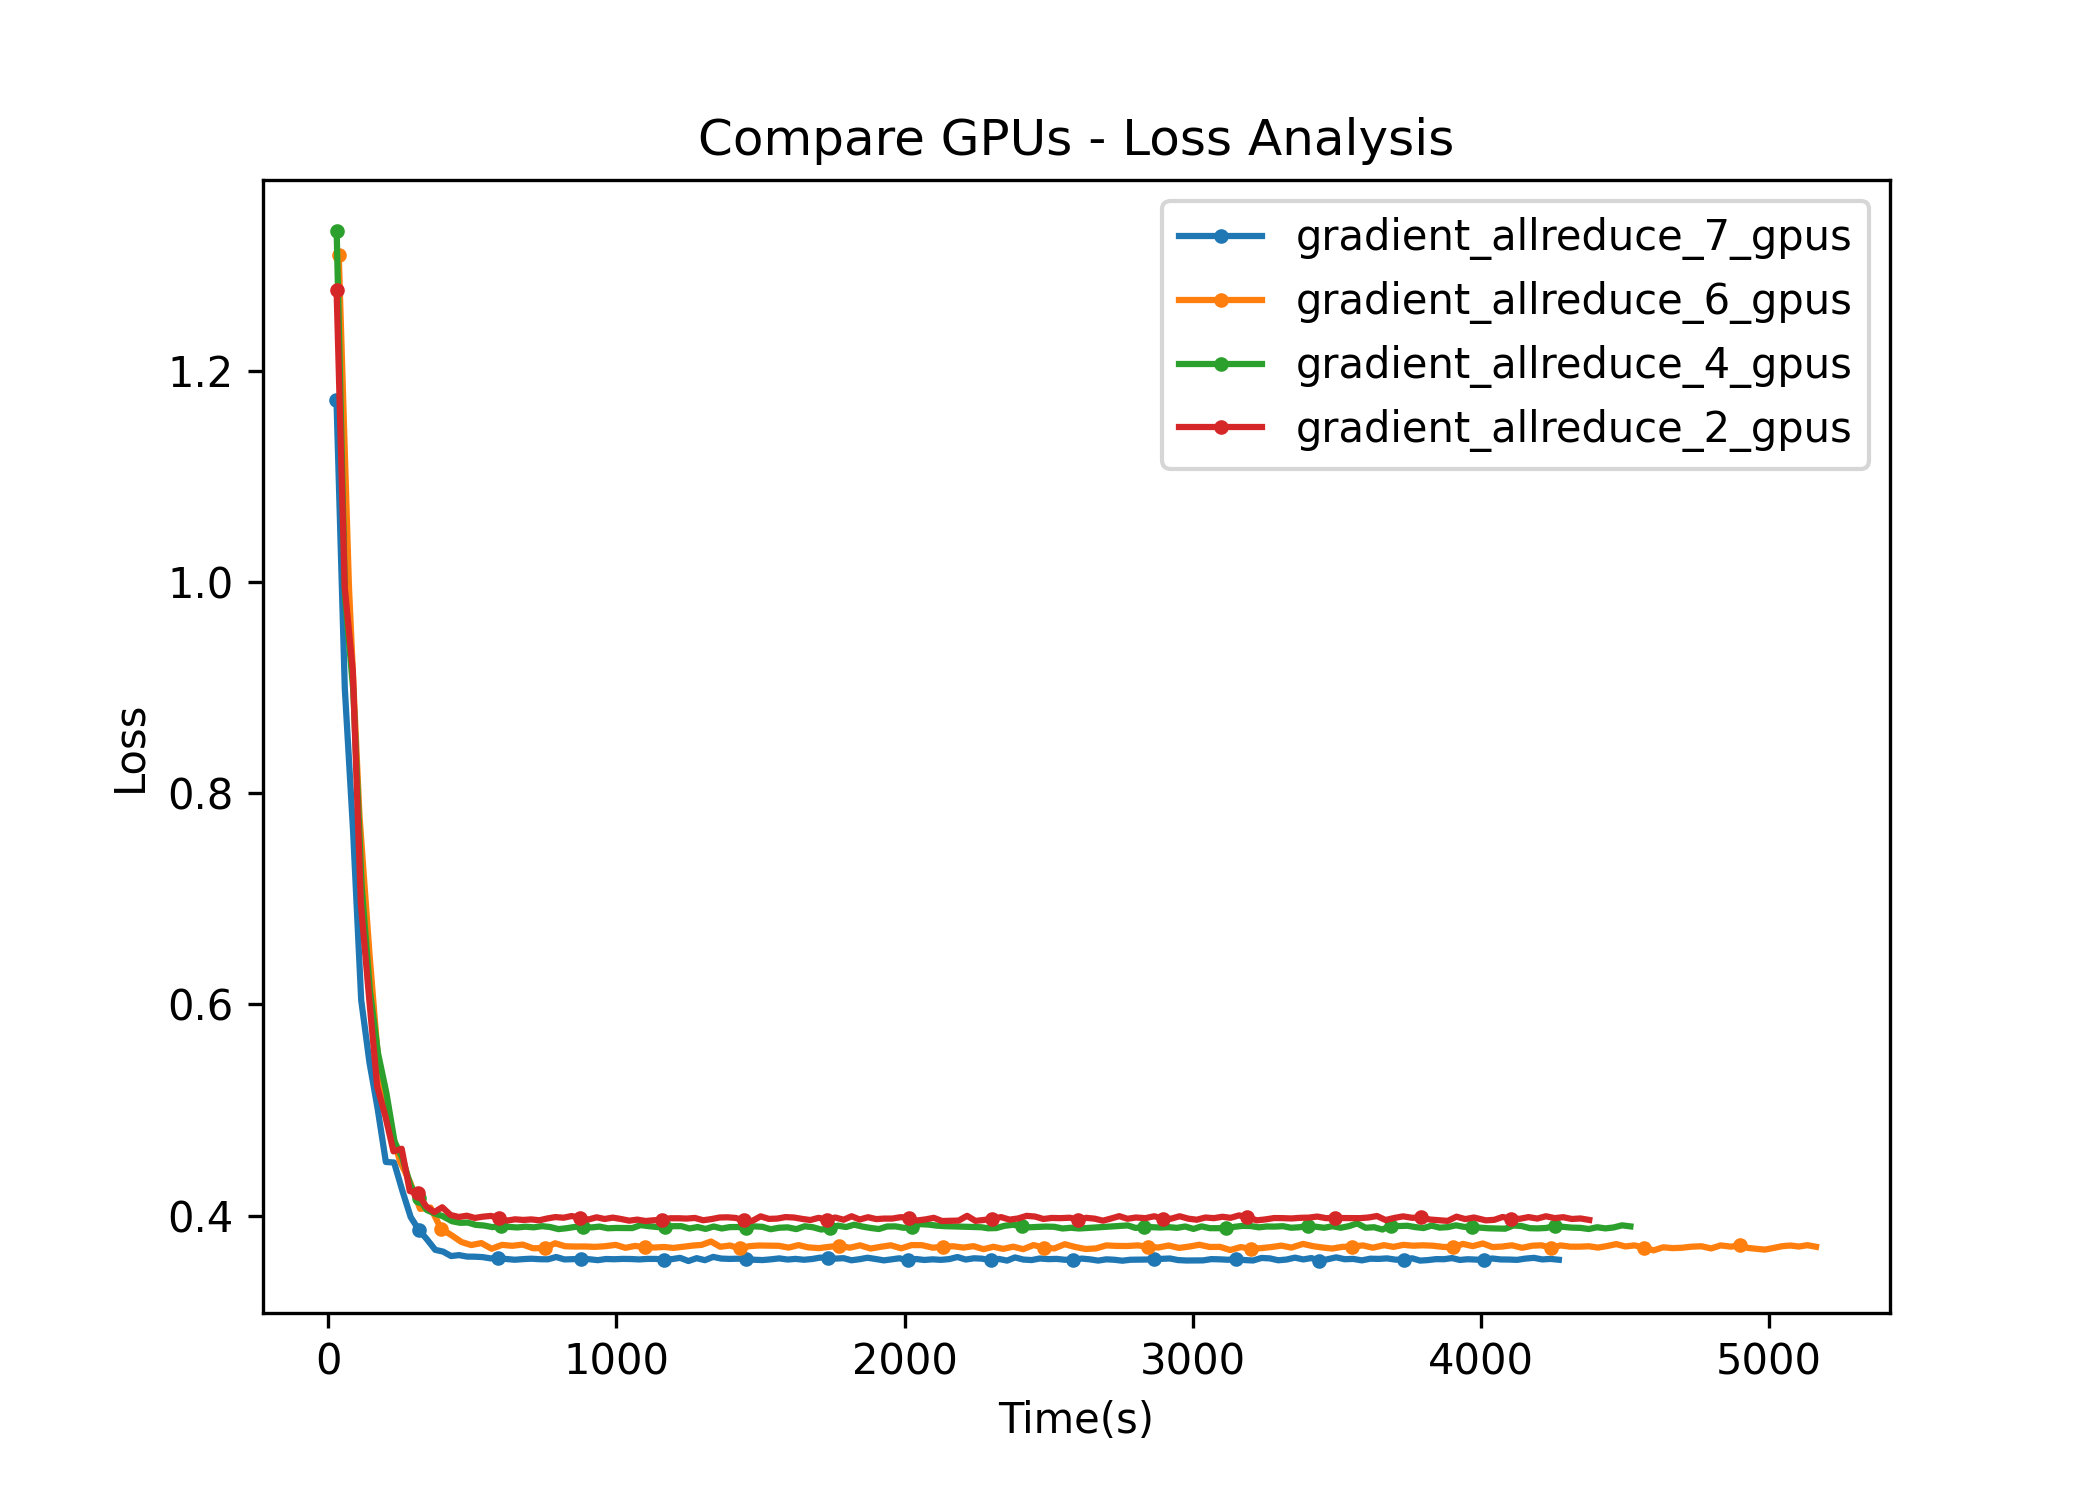 Compare GPUs - Loss Analysis
gradient_allreduce_7_gpus
gradient_allreduce_6_gpus
gradient_allreduce_4_gpus
gradient_allreduce_2_gpus
1.2
1.0
0.8
0.6
0.4
Loss
0 1000 2000 3000 4000 5000
Time(s)